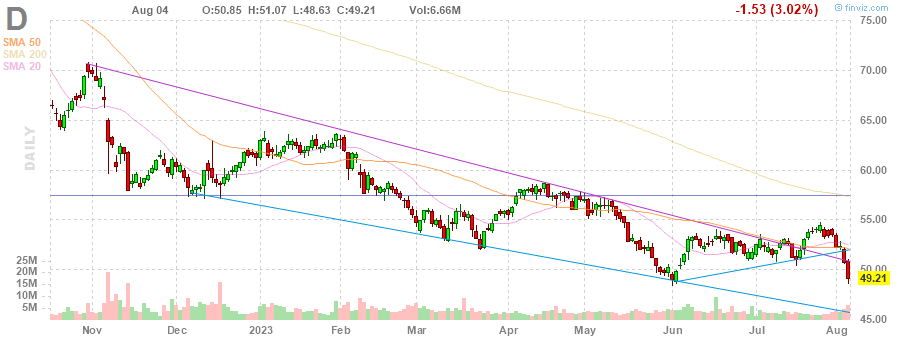 D
Aug 04
O:50.85 H:51.07 L:48.63 C:49.21
Vol:6.66M
-1.53 (3.02%)
© finviz.com
SMA 50
SMA 200
SMA 20
DAILY
75.00
70.00
65.00
60.00
55.00
50.00
49.21
45.00
25M
20M
15M
10M
5M
Nov
Dec
2023
Feb
Mar
Apr
May
Jun
Jul
Aug